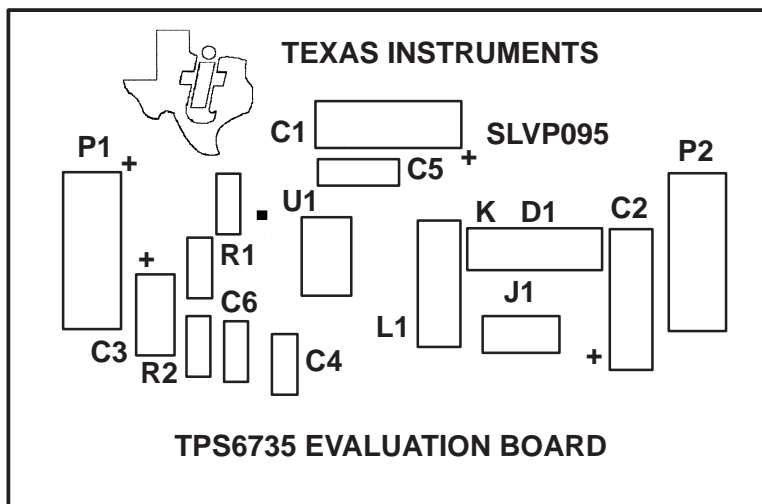 TEXAS INSTRUMENTS
C1
+
SLVP095
P1
+
C5
P2
U1
K D1
C2
R1
+
J1
C6
L1
C3
R2
C4
+
TPS6735 EVALUATION BOARD